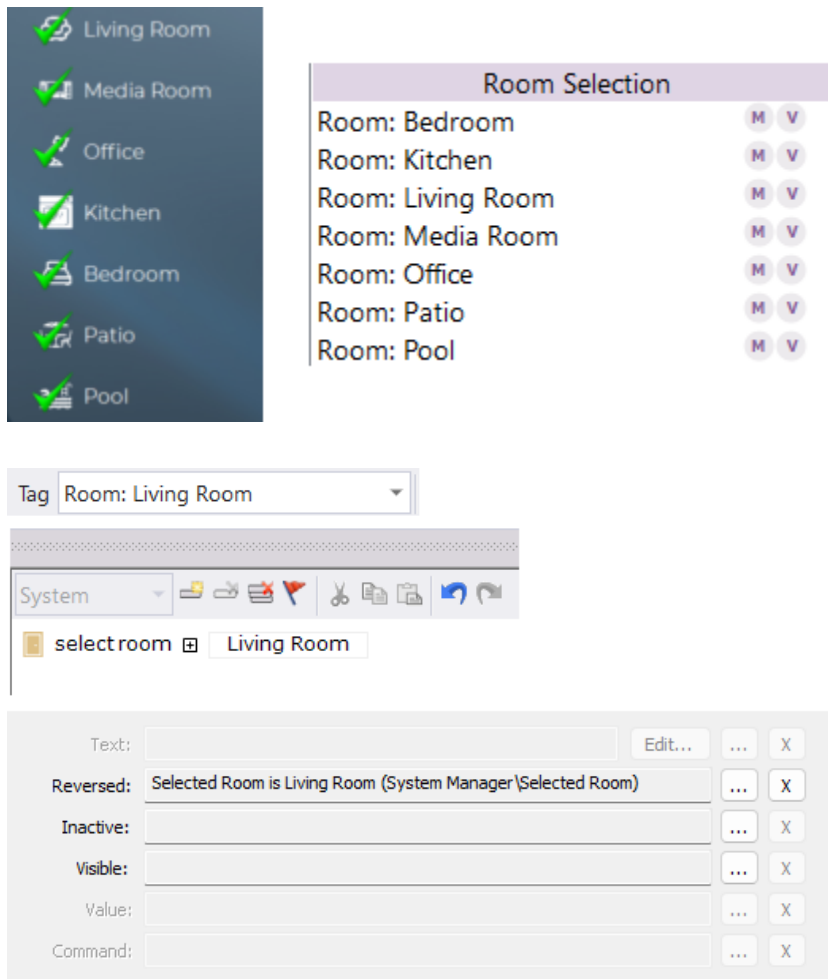 Living Room
Media Room
Office
Kitchen
Bedroom
Patio
Pool
Room Selection
Room: Bedroom M V
Room: Kitchen M V
Room: Living Room M V
Room: Media Room M V
Room: Office M V
Room: Patio M V
Room: Pool M V
Tag Room: Living Room
System
select room Living Room
Text: Edit... ... X
Reversed: Selected Room is Living Room (System Manager\Selected Room) ... X
Inactive: ... X
Visible: ... X
Value: ... X
Command: ... X